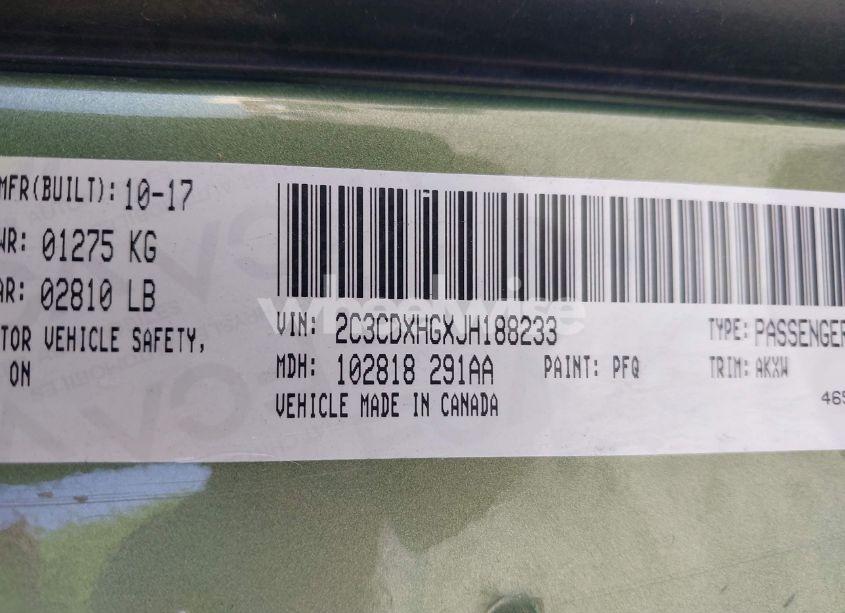 MFR(BUILT): 10-17
WR: 01275 KG
AR: 02810 LB
TOR VEHICLE SAFETY,
ON
VIN: 2C3CDXHGXJH188233 TYPE: PASSENGER
MDH: 102818 291AA PAINT: PFQ TRIM: AKXW
VEHICLE MADE IN CANADA 465
wheelwise